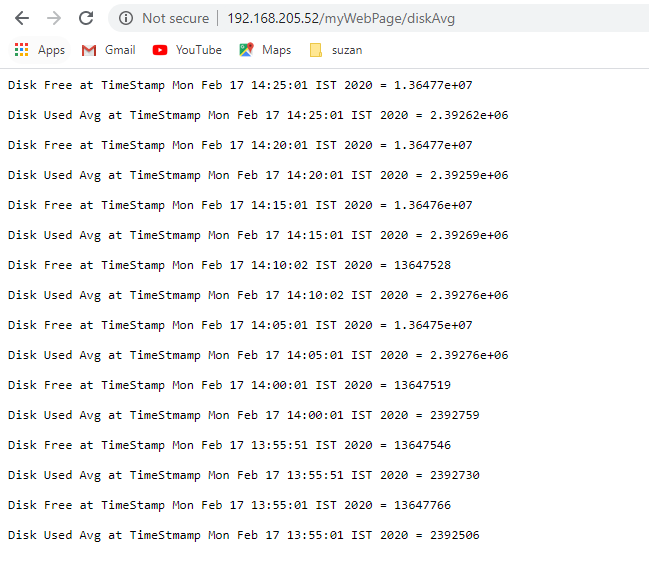 Not secure | 192.168.205.52/myWebPage/diskAvg
Apps Gmail YouTube Maps suzan
Disk Free at TimeStamp Mon Feb 17 14:25:01 IST 2020 = 1.36477e+07
Disk Used Avg at TimeStmamp Mon Feb 17 14:25:01 IST 2020 = 2.39262e+06
Disk Free at TimeStamp Mon Feb 17 14:20:01 IST 2020 = 1.36477e+07
Disk Used Avg at TimeStmamp Mon Feb 17 14:20:01 IST 2020 = 2.39259e+06
Disk Free at TimeStamp Mon Feb 17 14:15:01 IST 2020 = 1.36476e+07
Disk Used Avg at TimeStmamp Mon Feb 17 14:15:01 IST 2020 = 2.39269e+06
Disk Free at TimeStamp Mon Feb 17 14:10:02 IST 2020 = 13647528
Disk Used Avg at TimeStmamp Mon Feb 17 14:10:02 IST 2020 = 2.39276e+06
Disk Free at TimeStamp Mon Feb 17 14:05:01 IST 2020 = 1.36475e+07
Disk Used Avg at TimeStmamp Mon Feb 17 14:05:01 IST 2020 = 2.39276e+06
Disk Free at TimeStamp Mon Feb 17 14:00:01 IST 2020 = 13647519
Disk Used Avg at TimeStmamp Mon Feb 17 14:00:01 IST 2020 = 2392759
Disk Free at TimeStamp Mon Feb 17 13:55:51 IST 2020 = 13647546
Disk Used Avg at TimeStmamp Mon Feb 17 13:55:51 IST 2020 = 2392730
Disk Free at TimeStamp Mon Feb 17 13:55:01 IST 2020 = 13647766
Disk Used Avg at TimeStmamp Mon Feb 17 13:55:01 IST 2020 = 2392506